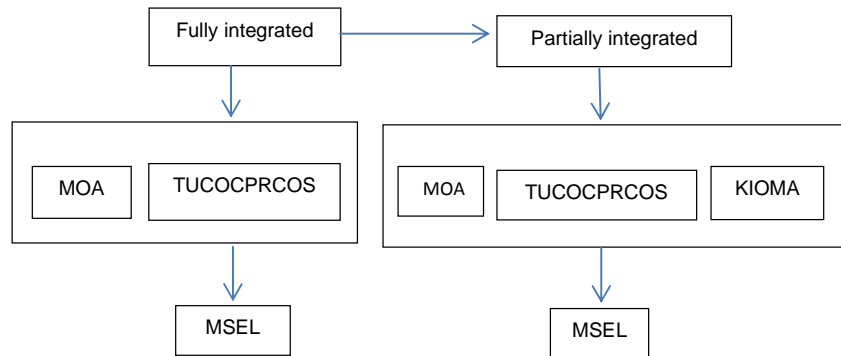 Fully integrated
Partially integrated
MOA
TUCOCPRCOS
MOA
TUCOCPRCOS
KIOMA
MSEL
MSEL